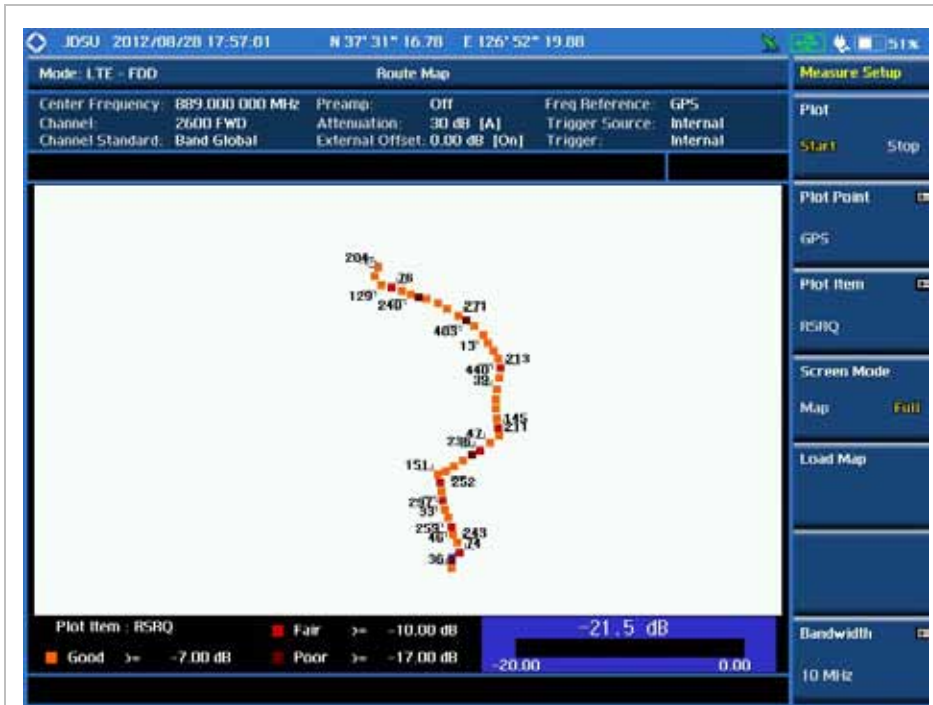 JDSU 2012/08/28 17:57:01 N 37° 31" 16.78 E 126° 52" 19.88 51%
Mode: LTE - FDD Route Map
Center Frequency: 889.000 000 MHz Preamp: Off Freq Reference: GPS
Channel: 2600 FWD Attenuation: 30 dB [A] Trigger Source: Internal
Channel Standard: Band Global External Offset: 0.00 dB [On] Trigger: Internal
204
78
129
240
271
403
13
213
440
39
145
211
47
238
151
252
297
33
259
243
46
74
36
Plot Item : RSRQ
Fair >= -10.00 dB
Good >= -7.00 dB
Poor >= -17.00 dB
-21.5 dB
-20.00 0.00
Measure Setup
Plot
Start Stop
Plot Point
GPS
Plot Item
RSRQ
Screen Mode
Map Full
Load Map
Bandwidth
10 MHz